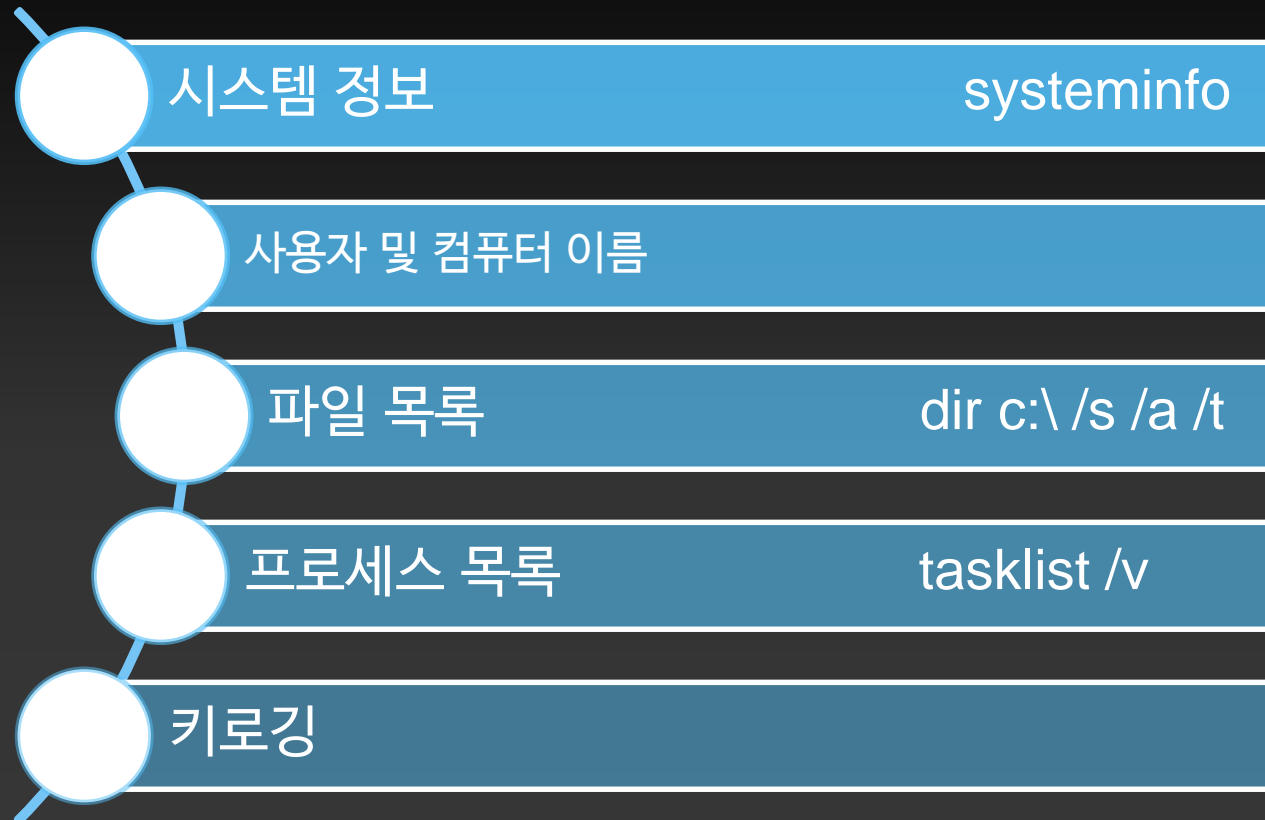 시스템 정보 systeminfo
사용자 및 컴퓨터 이름
파일 목록 dir c:\ /s /a /t
프로세스 목록 tasklist /v
키로깅